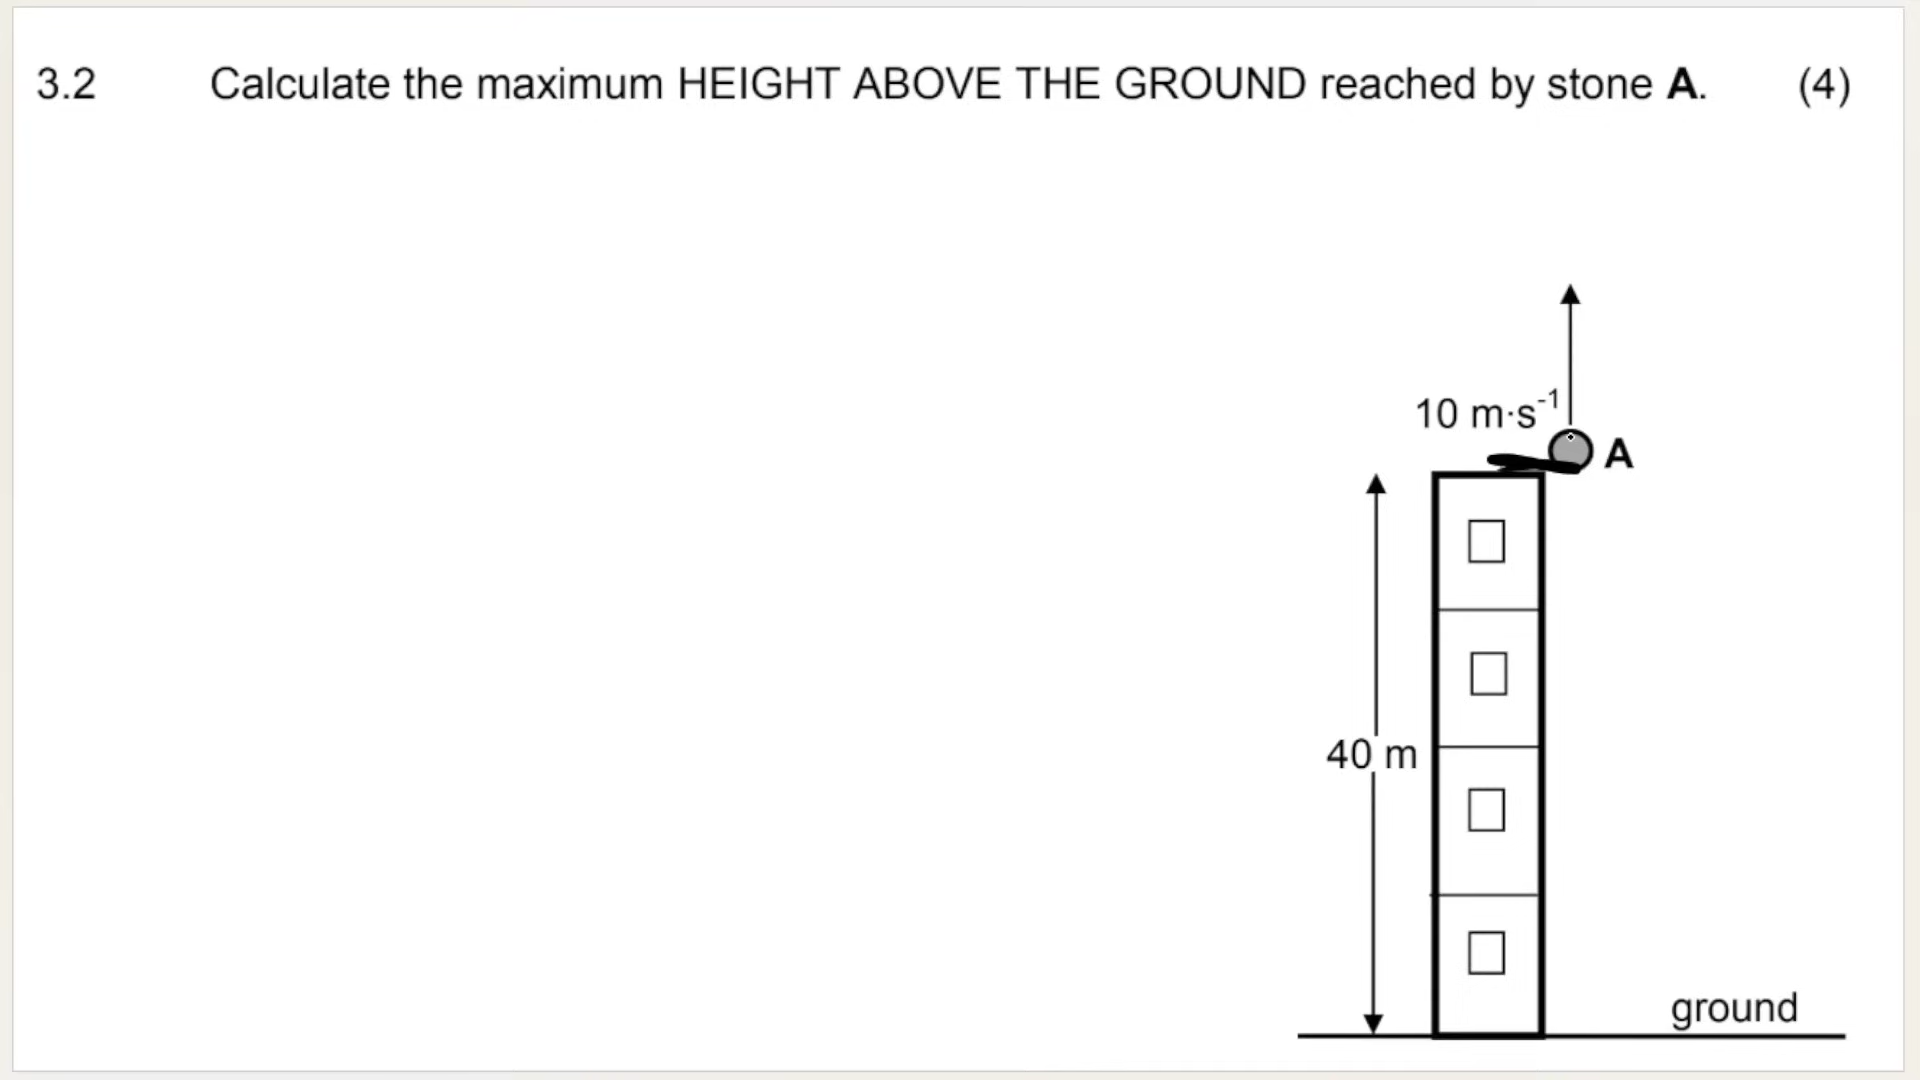 3.2 Calculate the maximum HEIGHT ABOVE THE GROUND reached by stone A. (4)
10 m·s⁻¹
A
40 m
ground